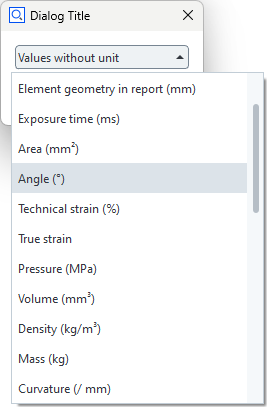 Dialog Title
Values without unit
Element geometry in report (mm)
Exposure time (ms)
Area (mm²)
Angle (°)
Technical strain (%)
True strain
Pressure (MPa)
Volume (mm³)
Density (kg/m³)
Mass (kg)
Curvature (/ mm)